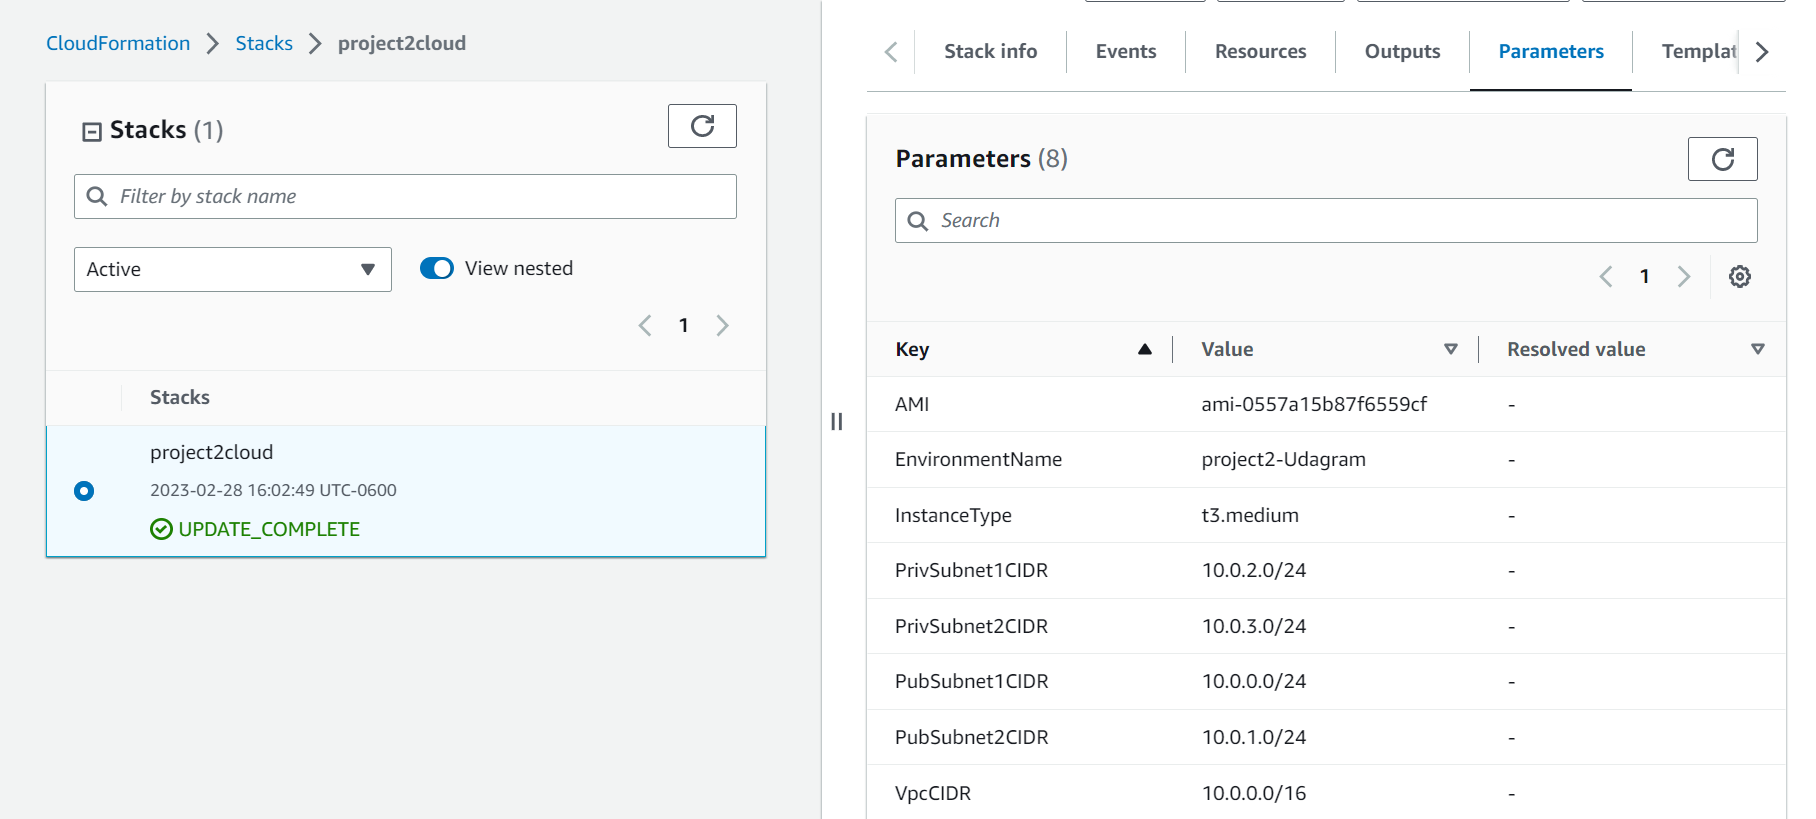 CloudFormation > Stacks > project2cloud
Stacks (1)
Filter by stack name
Active
View nested
1
Stacks
project2cloud
2023-02-28 16:02:49 UTC-0600
UPDATE_COMPLETE
Stack info Events Resources Outputs Parameters Templat
Parameters (8)
Search
1
Key Value Resolved value
AMI ami-0557a15b87f6559cf -
EnvironmentName project2-Udagram -
InstanceType t3.medium -
PrivSubnet1CIDR 10.0.2.0/24 -
PrivSubnet2CIDR 10.0.3.0/24 -
PubSubnet1CIDR 10.0.0.0/24 -
PubSubnet2CIDR 10.0.1.0/24 -
VpcCIDR 10.0.0.0/16 -